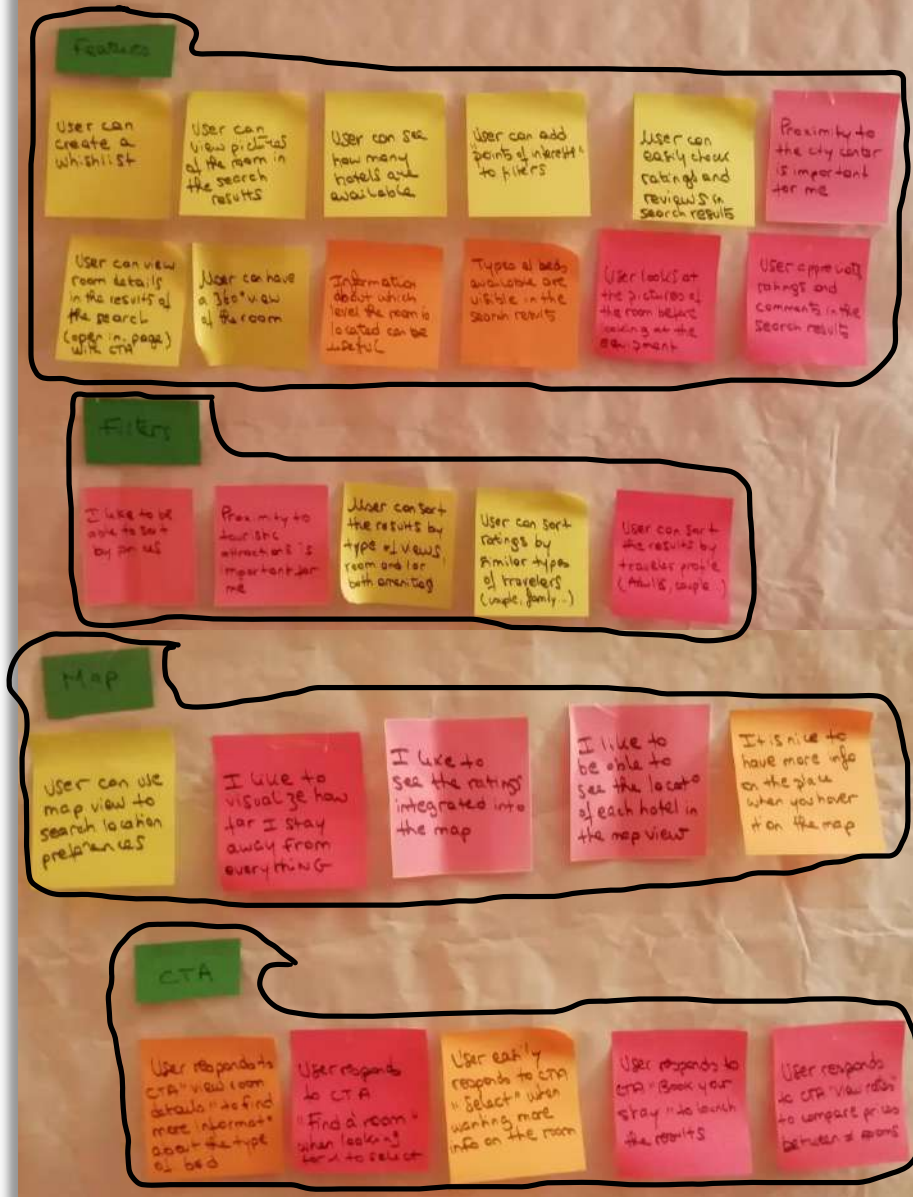 Features
User can
create a
whishlist
User can
view pictures
of the room in
the search
results
User can see
how many
hotels are
available
User can add
"points of interests"
to filters
User can
easily check
ratings and
reviews in
search results
Proximity to
the city center
is important
for me
User can view
room details
in the results of
the search
(open in page)
with CTA
User can have
a 360° view
of the room
Information
about which
level the room is
located can be
useful
Types of beds
available are
visible in the
search results
User looks at
the pictures of
the room before
looking at the
equipment
User appreciate
ratings and
comments in the
search results
Filters
I like to be
able to sort
by prices
Proximity to
touristic
attractions is
important for
me
User can sort
the results by
type of views,
room and/or
both amenities
User can sort
ratings by
similar types
of travelers
(couple, family...)
User can sort
the results by
traveler profile
(Adults, couple...)
Map
User can use
map view to
search location
preferences
I like to
visualize how
far I stay
away from
everything
I like to
see the ratings
integrated into
the map
I like to
be able to
see the locat°
of each hotel in
the map view
It is nice to
have more info
on the place
when you hover
it on the map
CTA
User responds to
CTA "view room
details" to find
more informat°
about the type
of bed
User responds
to CTA
"Find a room"
when looking
for to select
User easily
responds to CTA
"Select" when
wanting more
info on the room
User responds to
CTA "Book your
stay" to launch
the results
User responds
to CTA "view rates"
to compare prices
between ≠ rooms